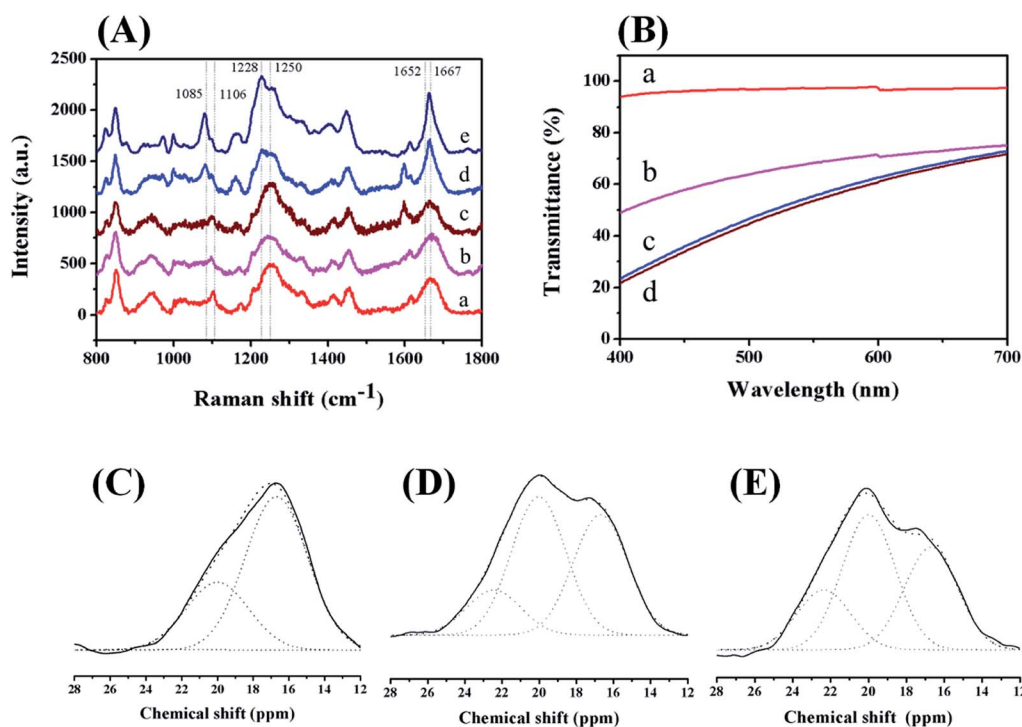 (A)
2500
2000
1500
1000
500
0
Intensity (a.u.)
1085
1106
1228
1250
1652
1667
e
d
c
b
a
800
1000
1200
1400
1600
1800
Raman shift (cm-1)
(B)
100
80
60
40
20
0
Transmittance (%)
a
b
c
d
400
500
600
700
Wavelength (nm)
(C)
28 26 24 22 20 18 16 14 12
Chemical shift (ppm)
(D)
28 26 24 22 20 18 16 14 12
Chemical shift (ppm)
(E)
28 26 24 22 20 18 16 14 12
Chemical shift (ppm)